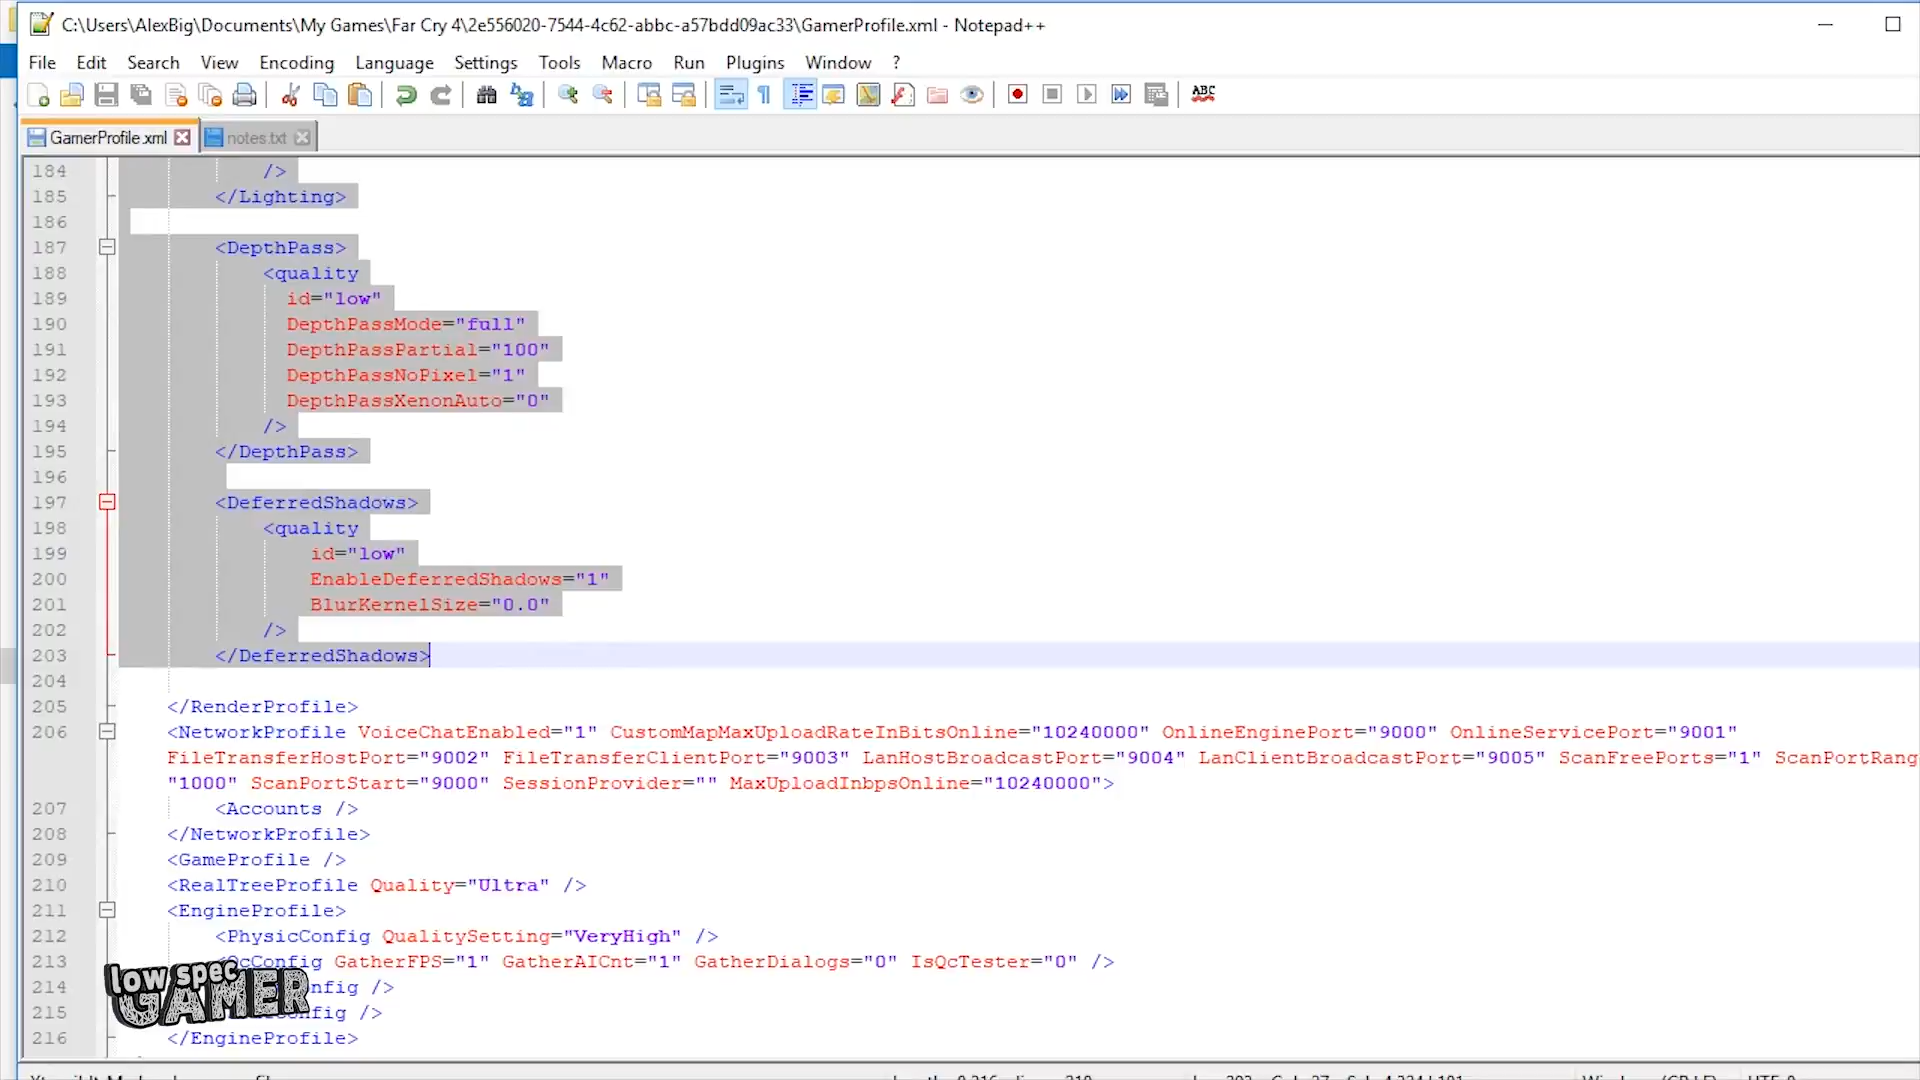 C:\Users\AlexBig\Documents\My Games\Far Cry 4\2e556020-7544-4c62-abbc-a57bdd09ac33\GamerProfile.xml - Notepad++
File Edit Search View Encoding Language Settings Tools Macro Run Plugins Window ?
ABC
GamerProfile.xml notes.txt
184 />
185 </Lighting>
186
187 <DepthPass>
188 <quality
189 id="low"
190 DepthPassMode="full"
191 DepthPassPartial="100"
192 DepthPassNoPixel="1"
193 DepthPassXenonAuto="0"
194 />
195 </DepthPass>
196
197 <DeferredShadows>
198 <quality
199 id="low"
200 EnableDeferredShadows="1"
201 BlurKernelSize="0.0"
202 />
203 </DeferredShadows>
204
205 </RenderProfile>
206 <NetworkProfile VoiceChatEnabled="1" CustomMapMaxUploadRateInBitsOnline="10240000" OnlineEnginePort="9000" OnlineServicePort="9001"
FileTransferHostPort="9002" FileTransferClientPort="9003" LanHostBroadcastPort="9004" LanClientBroadcastPort="9005" ScanFreePorts="1" ScanPortRang
"1000" ScanPortStart="9000" SessionProvider="" MaxUploadInbpsOnline="10240000">
207 <Accounts />
208 </NetworkProfile>
209 <GameProfile />
210 <RealTreeProfile Quality="Ultra" />
211 <EngineProfile>
212 <PhysicConfig QualitySetting="VeryHigh" />
213 QcConfig GatherFPS="1" GatherAICnt="1" GatherDialogs="0" IsQcTester="0" />
214 nfig />
215 onfig />
216 </EngineProfile>
low spec
GAMER